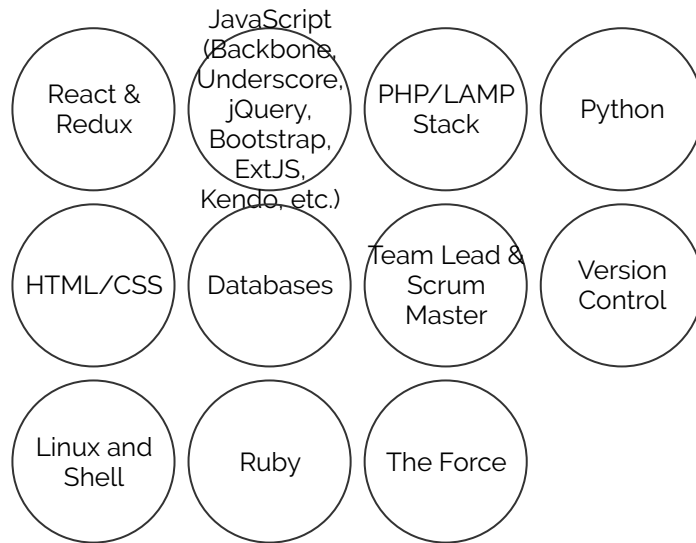 React &
Redux
JavaScript
(Backbone,
Underscore,
jQuery,
Bootstrap,
ExtJS,
Kendo, etc.)
PHP/LAMP
Stack
Python
HTML/CSS
Databases
Team Lead &
Scrum
Master
Version
Control
Linux and
Shell
Ruby
The Force